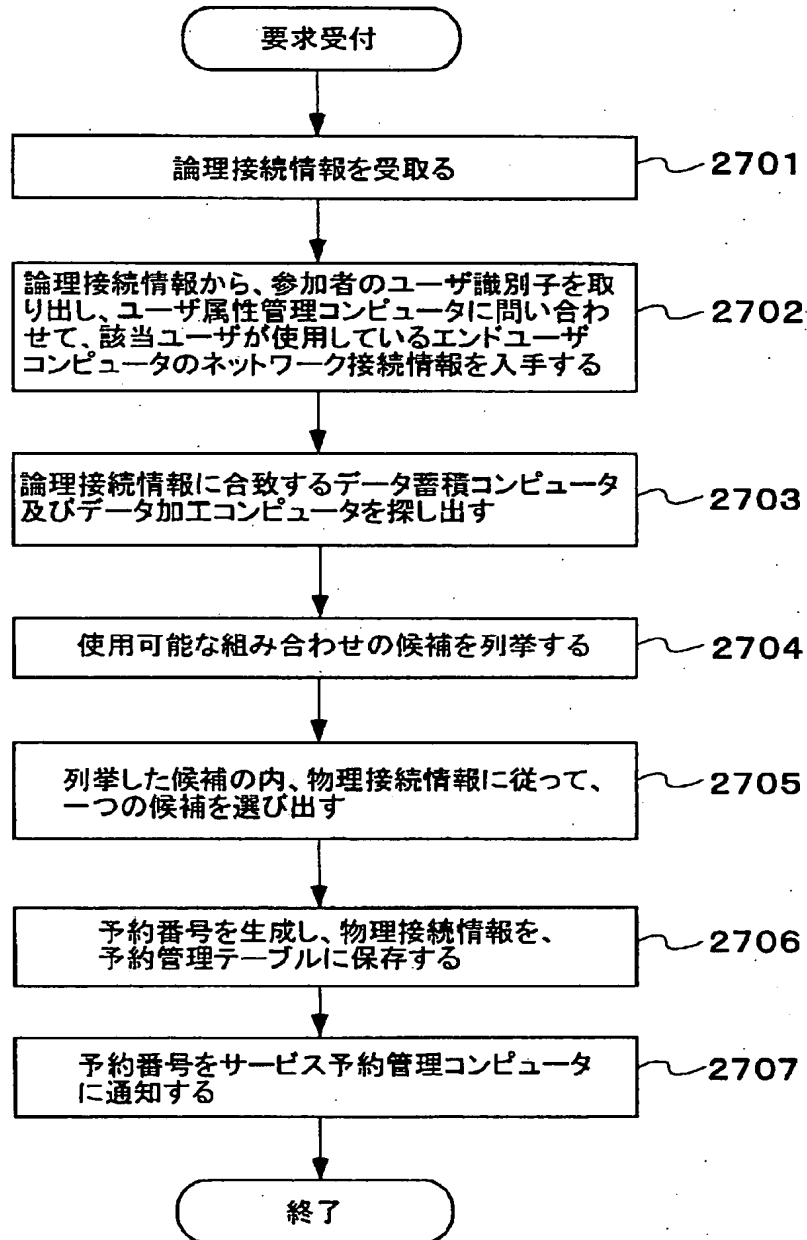 要求受付
論理接続情報を受取る
2701
論理接続情報から、参加者のユーザ識別子を取
り出し、ユーザ属性管理コンピュータに問い合わ
せて、該当ユーザが使用しているエンドユーザ
コンピュータのネットワーク接続情報を入手する
2702
論理接続情報に合致するデータ蓄積コンピュータ
及びデータ加工コンピュータを探し出す
2703
使用可能な組み合わせの候補を列挙する
2704
列挙した候補の内、物理接続情報に従って、
一つの候補を選び出す
2705
予約番号を生成し、物理接続情報を、
予約管理テーブルに保存する
2706
予約番号をサービス予約管理コンピュータ
に通知する
2707
終了